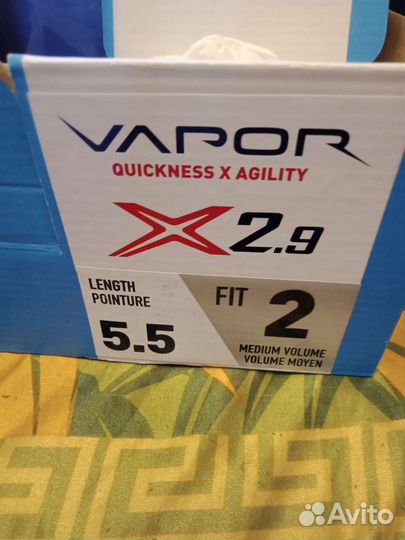 VAPOR
QUICKNESS X AGILITY
X2.9
LENGTH
POINTURE
5.5
FIT 2
MEDIUM VOLUME
VOLUME MOYEN
Avito